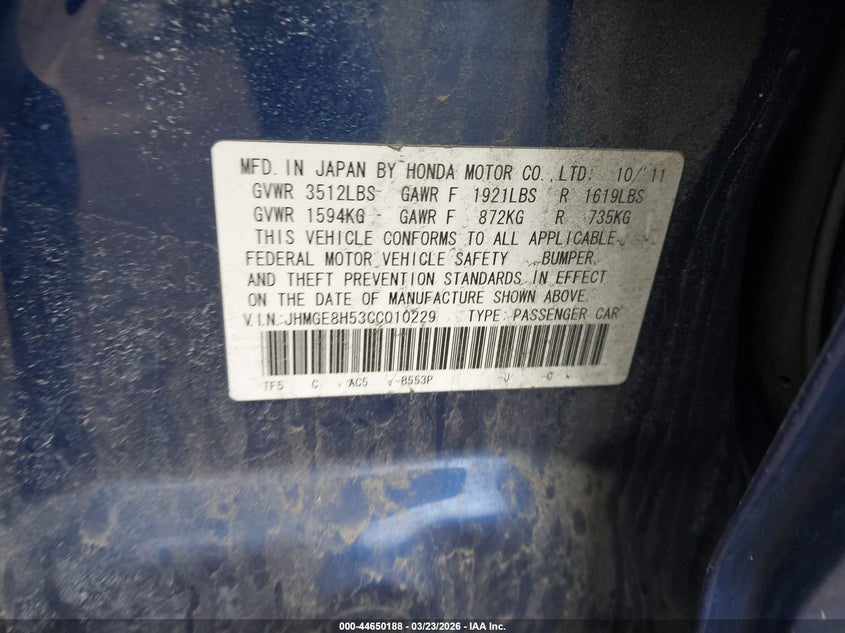 MFD. IN JAPAN BY HONDA MOTOR CO., LTD. 10/'11
GVWR 3512LBS GAWR F 1921LBS R 1619LBS
GVWR 1594KG GAWR F 872KG R 735KG
THIS VEHICLE CONFORMS TO ALL APPLICABLE
FEDERAL MOTOR VEHICLE SAFETY, BUMPER,
AND THEFT PREVENTION STANDARDS IN EFFECT
ON THE DATE OF MANUFACTURE SHOWN ABOVE.
V.I.N.:JHMGE8H53CC010229 TYPE: PASSENGER CAR
TF5 C AC5 -B553P -J -C
000-44650188 - 03/23/2026 - IAA Inc.